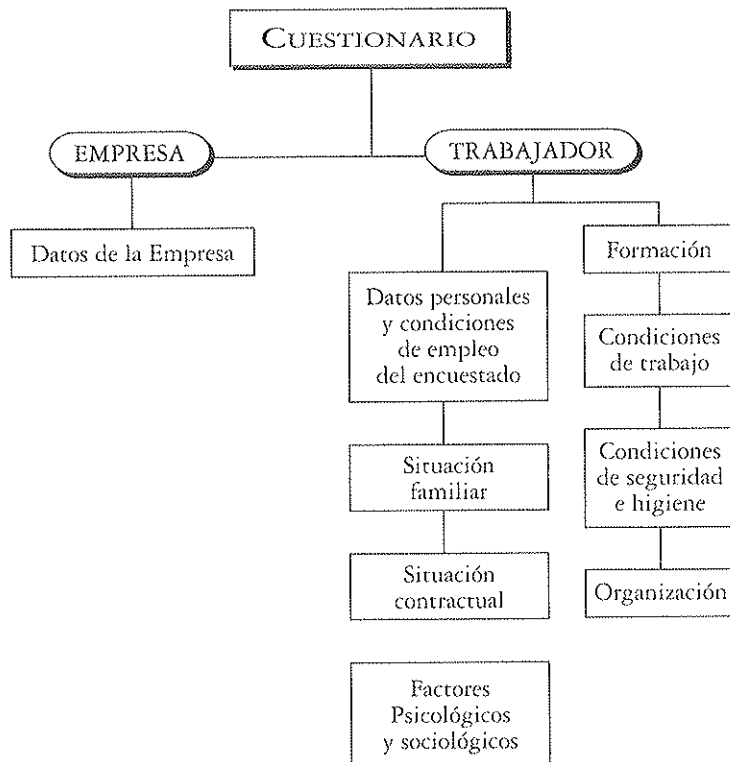 CUESTIONARIO
EMPRESA
TRABAJADOR
Datos de la Empresa
Datos personales
y condiciones
de empleo
del encuestado
Situación
familiar
Situación
contractual
Factores
Psicológicos
y sociológicos
Formación
Condiciones
de trabajo
Condiciones
de seguridad
e higiene
Organización